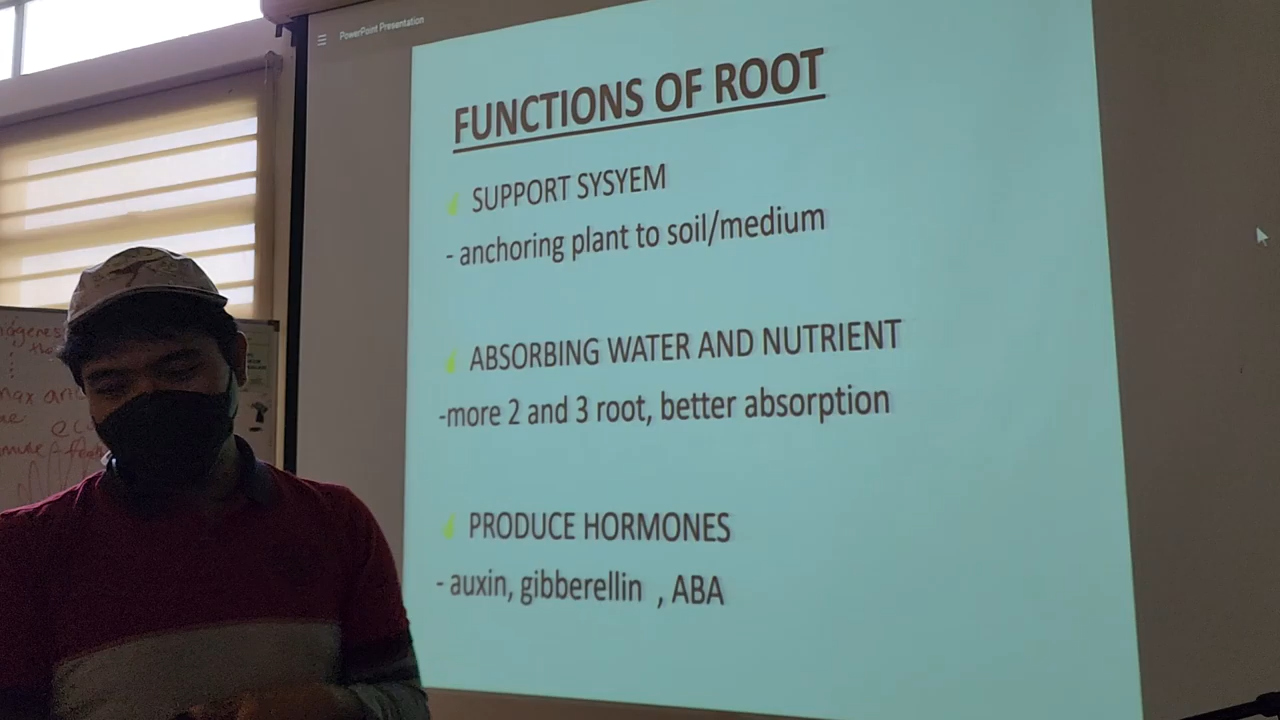 PowerPoint Presentation
FUNCTIONS OF ROOT
SUPPORT SYSYEM
- anchoring plant to soil/medium
ABSORBING WATER AND NUTRIENT
-more 2 and 3 root, better absorption
PRODUCE HORMONES
- auxin, gibberellin , ABA